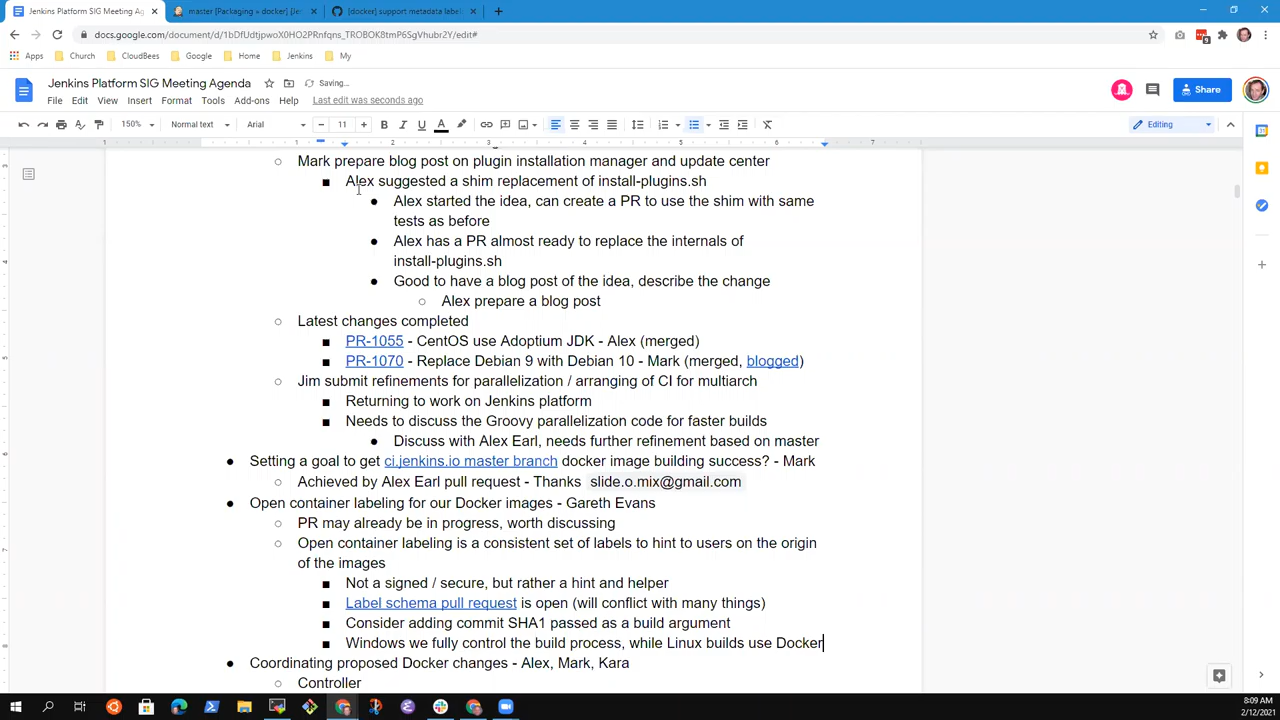 Jenkins Platform SIG Meeting Age
master [Packaging » docker] [Jen
[docker] support metadata label
docs.google.com/document/d/1bDfUdtjpwoX0HO2PRnfqns_TROBOK8tmP6SgVhubr2Y/edit#
Apps Church CloudBees Google Home Jenkins My
Jenkins Platform SIG Meeting Agenda Saving...
File Edit View Insert Format Tools Add-ons Help Last edit was seconds ago
Share
150% Normal text Arial 11 Editing
1 2 3 4 5 6 7
Mark prepare blog post on plugin installation manager and update center
Alex suggested a shim replacement of install-plugins.sh
Alex started the idea, can create a PR to use the shim with same
tests as before
Alex has a PR almost ready to replace the internals of
install-plugins.sh
Good to have a blog post of the idea, describe the change
Alex prepare a blog post
Latest changes completed
PR-1055 - CentOS use Adoptium JDK - Alex (merged)
PR-1070 - Replace Debian 9 with Debian 10 - Mark (merged, blogged)
Jim submit refinements for parallelization / arranging of CI for multiarch
Returning to work on Jenkins platform
Needs to discuss the Groovy parallelization code for faster builds
Discuss with Alex Earl, needs further refinement based on master
Setting a goal to get ci.jenkins.io master branch docker image building success? - Mark
Achieved by Alex Earl pull request - Thanks slide.o.mix@gmail.com
Open container labeling for our Docker images - Gareth Evans
PR may already be in progress, worth discussing
Open container labeling is a consistent set of labels to hint to users on the origin
of the images
Not a signed / secure, but rather a hint and helper
Label schema pull request is open (will conflict with many things)
Consider adding commit SHA1 passed as a build argument
Windows we fully control the build process, while Linux builds use Docker
Coordinating proposed Docker changes - Alex, Mark, Kara
Controller
8:09 AM
2/12/2021